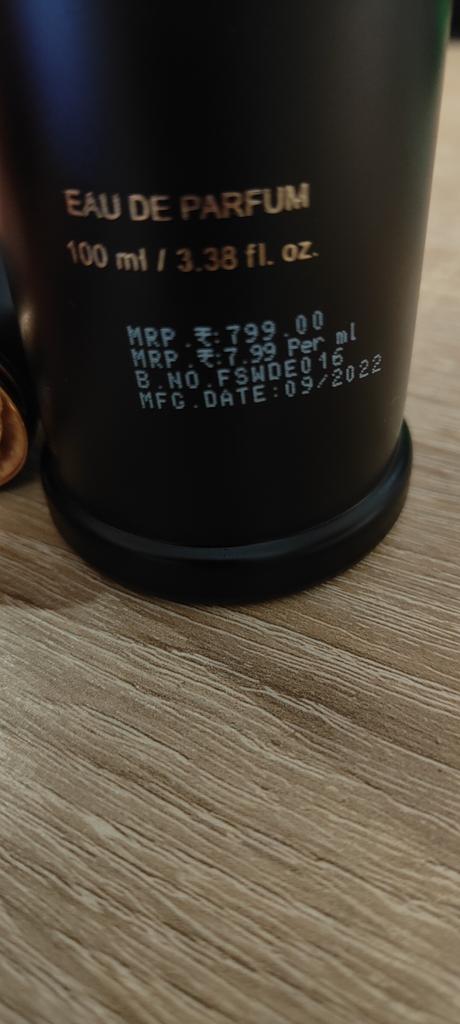 EAU DE PARFUM
100 ml / 3.38 fl. oz.
MRP.₹:799.00
MRP.₹:7.99 Per ml
B.NO.FSWDE016
MFG.DATE:09/2022